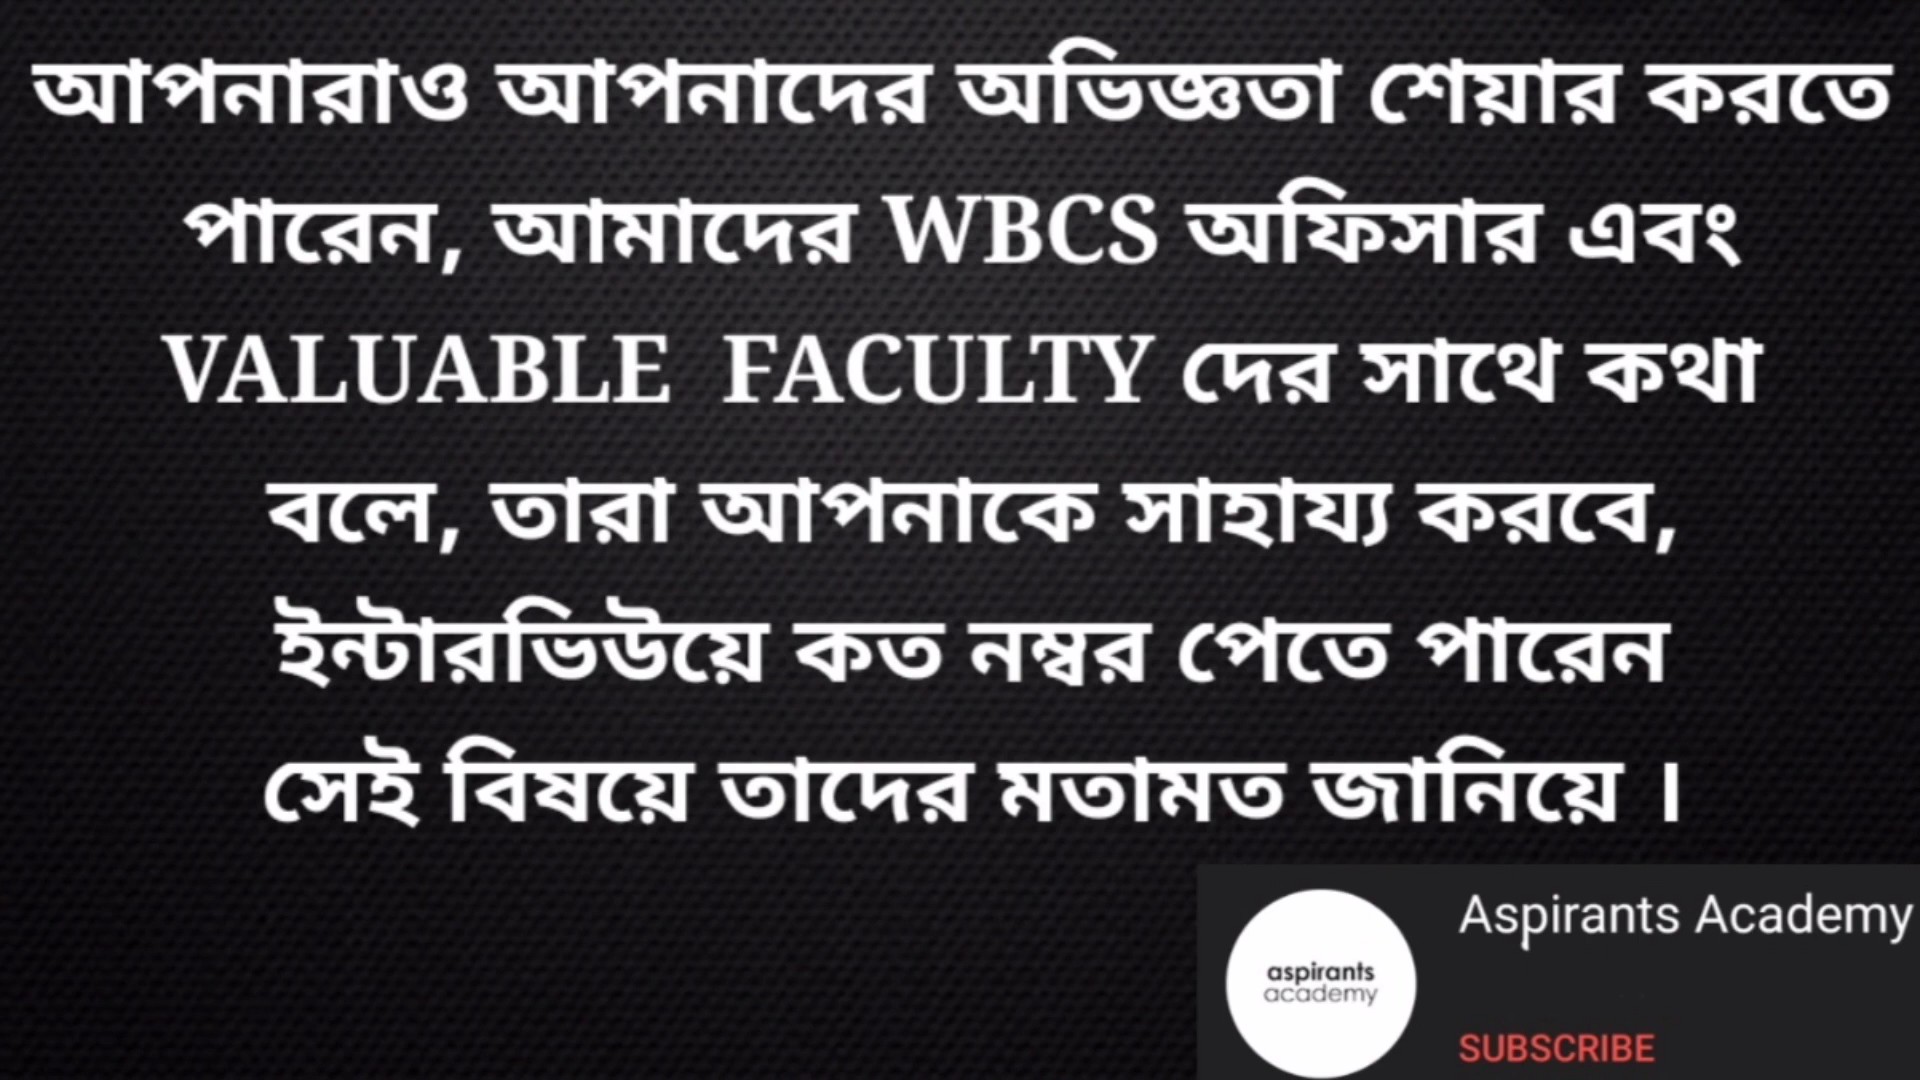 আপনারাও আপনাদের অভিজ্ঞতা শেয়ার করতে
পারেন, আমাদের WBCS অফিসার এবং
VALUABLE FACULTY দের সাথে কথা
বলে, তারা আপনাকে সাহায্য করবে,
ইন্টারভিউয়ে কত নম্বর পেতে পারেন
সেই বিষয়ে তাদের মতামত জানিয়ে ।
Aspirants Academy
aspirants
academy
SUBSCRIBE